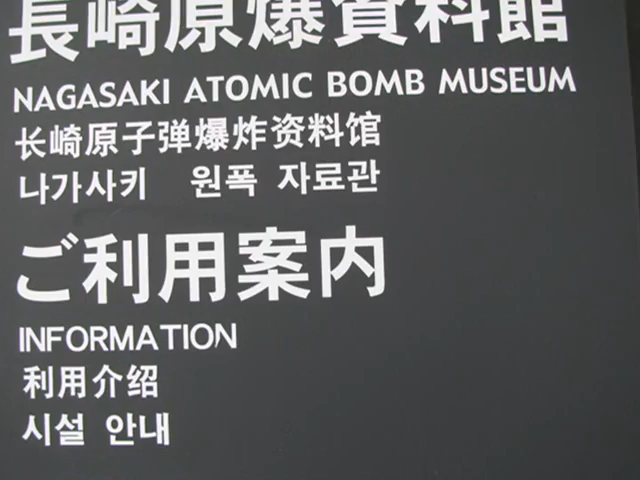 長崎原爆資料館
NAGASAKI ATOMIC BOMB MUSEUM
长崎原子弹爆炸资料馆
나가사키 원폭 자료관
ご利用案内
INFORMATION
利用介绍
시설 안내